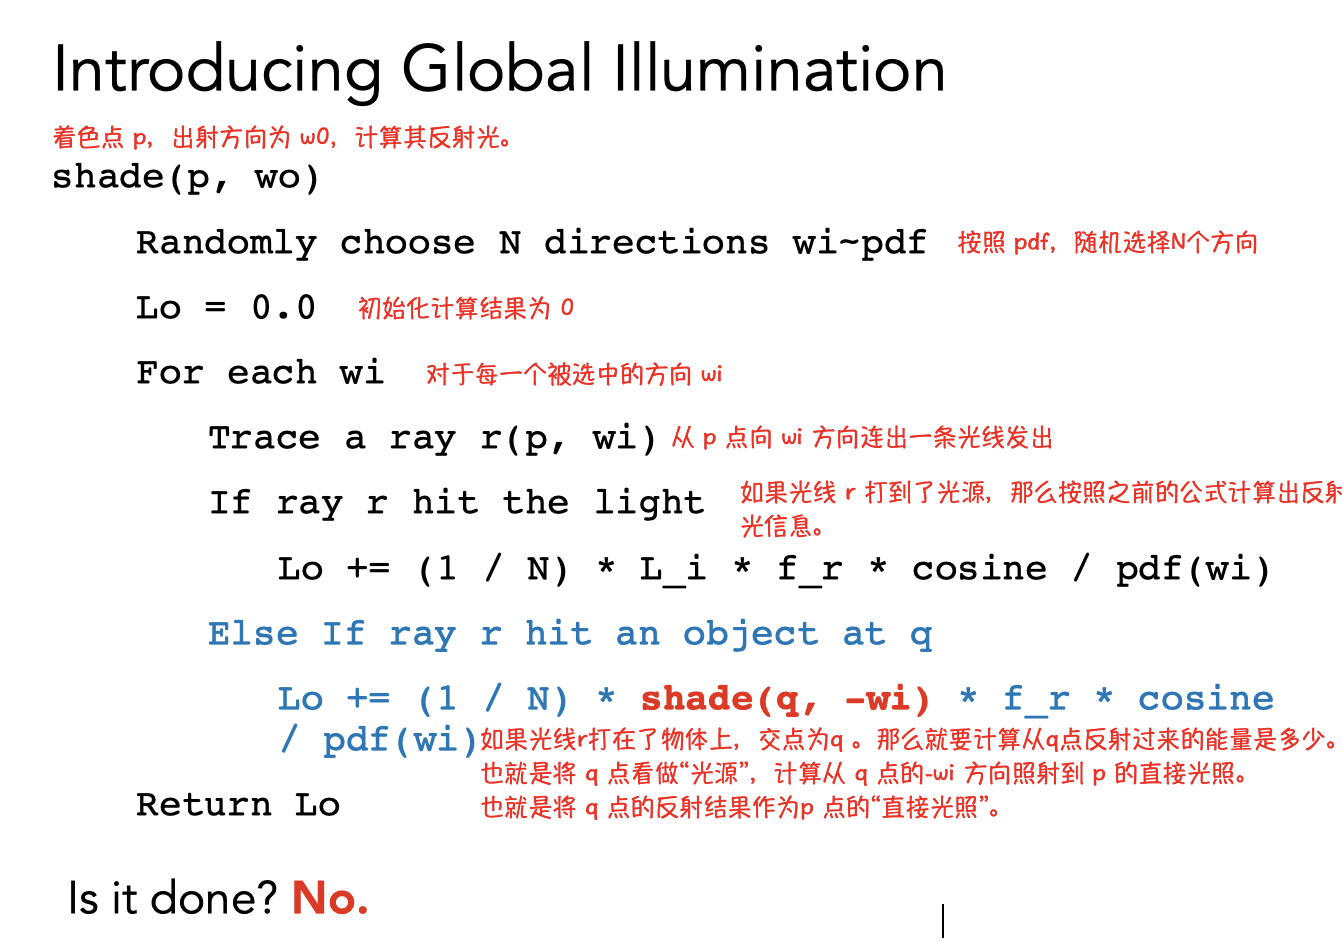 Introducing Global Illumination
着色点 p，出射方向为 w0，计算其反射光。
shade(p, wo)
Randomly choose N directions wi~pdf 按照 pdf，随机选择N个方向
Lo = 0.0 初始化计算结果为 0
For each wi 对于每一个被选中的方向 wi
Trace a ray r(p, wi) 从 p 点向 wi 方向连出一条光线发出
If ray r hit the light 如果光线 r 打到了光源，那么按照之前的公式计算出反射
光信息。
Lo += (1 / N) * L_i * f_r * cosine / pdf(wi)
Else If ray r hit an object at q
Lo += (1 / N) * shade(q, -wi) * f_r * cosine
/ pdf(wi) 如果光线r打在了物体上，交点为q 。那么就要计算从q点反射过来的能量是多少。
也就是将 q 点看做“光源”，计算从 q 点的-wi 方向照射到 p 的直接光照。
也就是将 q 点的反射结果作为p 点的“直接光照”。
Return Lo
Is it done? No.